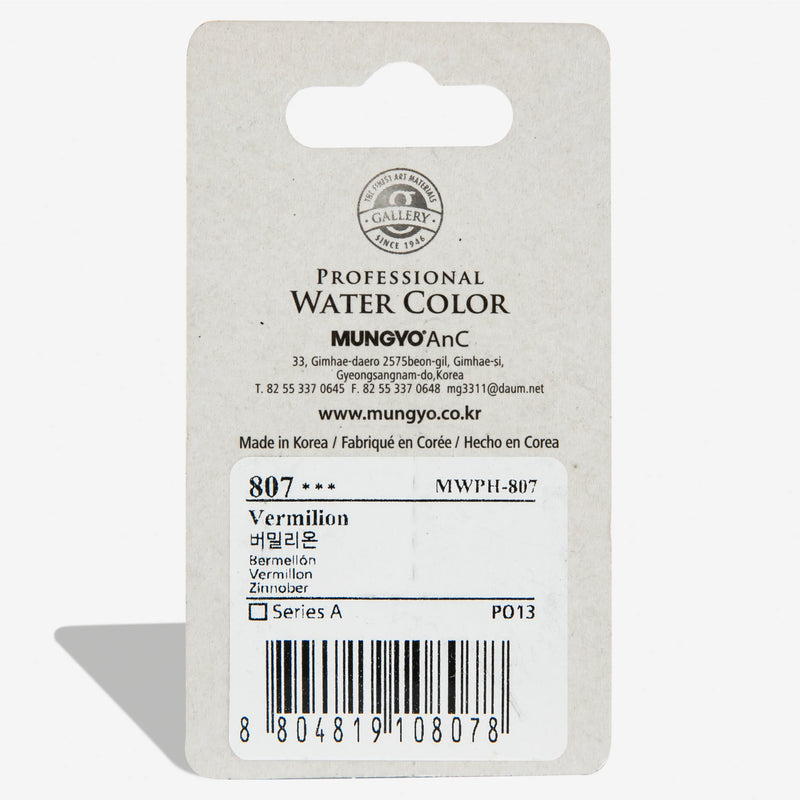 THE FINEST ART MATERIALS
g
GALLERY
SINCE 1946
PROFESSIONAL
WATER COLOR
MUNGYO® AnC
33, Gimhae-daero 2575beon-gil, Gimhae-si,
Gyeongsangnam-do,Korea
T. 82 55 337 0645 F. 82 55 337 0648 mg3311@daum.net
www.mungyo.co.kr
Made in Korea / Fabriqué en Corée / Hecho en Corea
807 *** MWPH-807
Vermilion
버밀리온
Bermellón
Vermillon
Zinnober
Series A PO13
8 804819 108078